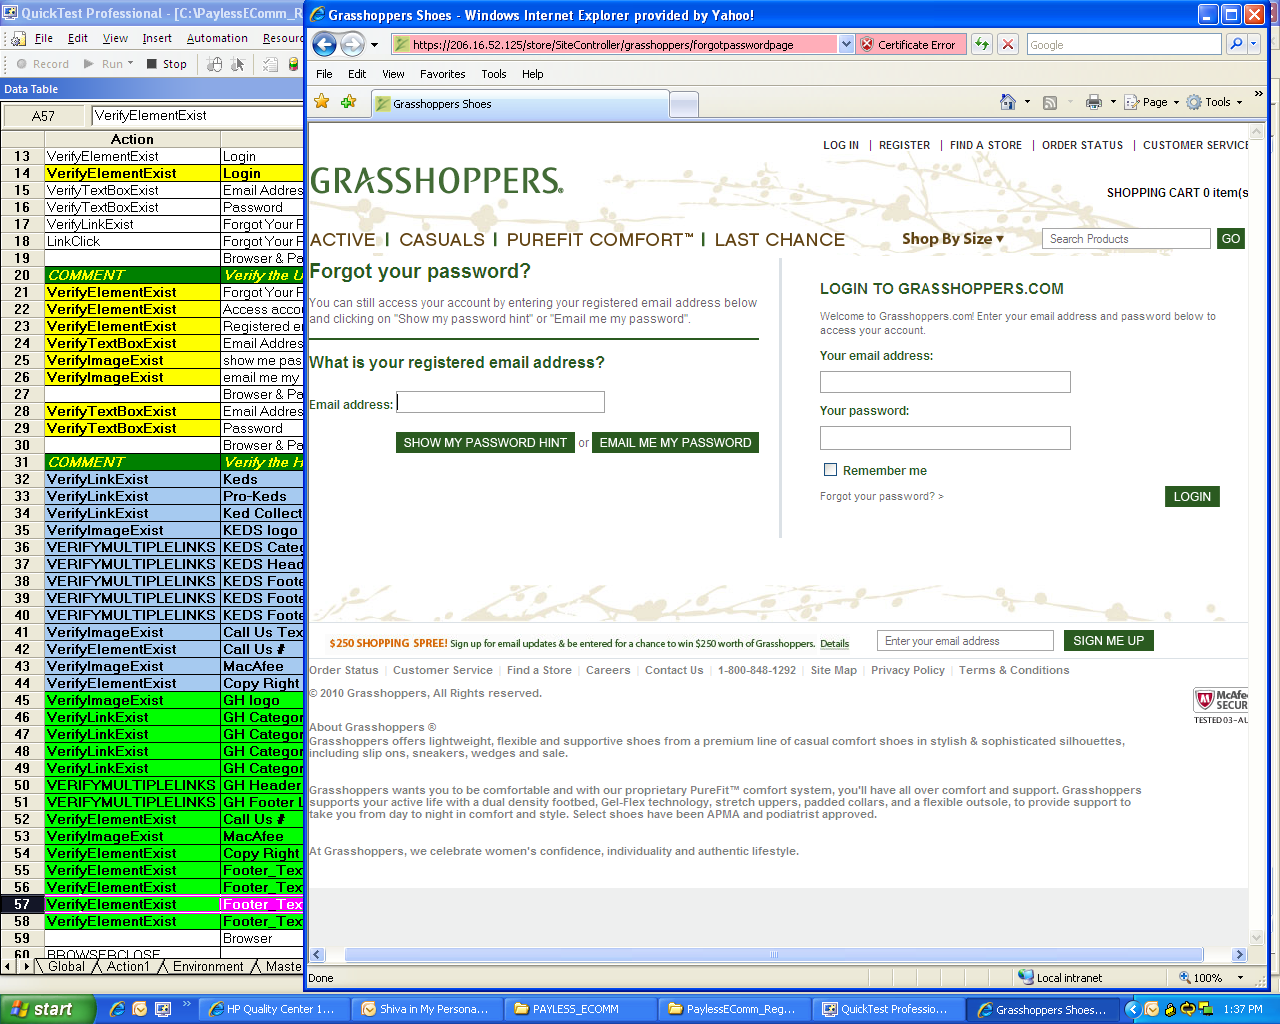 QuickTest Professional - [C:\PaylessEComm_R
File Edit View Insert Automation Resourc
Record Run Stop
Data Table
A57 VerifyElementExist
Action
13 VerifyElementExist Login
14 VerifyElementExist Login
15 VerifyTextBoxExist Email Addres
16 VerifyTextBoxExist Password
17 VerifyLinkExist Forgot Your P
18 LinkClick Forgot Your P
19 Browser & Pa
20 COMMENT Verify the U
21 VerifyElementExist Forgot Your P
22 VerifyElementExist Access accou
23 VerifyElementExist Registered en
24 VerifyTextBoxExist Email Addres
25 VerifyImageExist show me pas
26 VerifyImageExist email me my
27 Browser & Pa
28 VerifyTextBoxExist Email Addres
29 VerifyTextBoxExist Password
30 Browser & Pa
31 COMMENT Verify the H
32 VerifyLinkExist Keds
33 VerifyLinkExist Pro-Keds
34 VerifyLinkExist Ked Collect
35 VerifyImageExist KEDS logo
36 VERIFYMULTIPLELINKS KEDS Categ
37 VERIFYMULTIPLELINKS KEDS Head
38 VERIFYMULTIPLELINKS KEDS Foote
39 VERIFYMULTIPLELINKS KEDS Foote
40 VERIFYMULTIPLELINKS KEDS Foote
41 VerifyImageExist Call Us Tex
42 VerifyElementExist Call Us #
43 VerifyImageExist MacAfee
44 VerifyElementExist Copy Right
45 VerifyImageExist GH logo
46 VerifyLinkExist GH Categor
47 VerifyLinkExist GH Categor
48 VerifyLinkExist GH Categor
49 VerifyLinkExist GH Categor
50 VERIFYMULTIPLELINKS GH Header
51 VERIFYMULTIPLELINKS GH Footer L
52 VerifyElementExist Call Us #
53 VerifyImageExist MacAfee
54 VerifyElementExist Copy Right
55 VerifyElementExist Footer_Tex
56 VerifyElementExist Footer_Tex
57 VerifyElementExist Footer_Tex
58 VerifyElementExist Footer_Tex
59 Browser
60 BROWSERCLOSE
Global Action1 Environment Maste
Grasshoppers Shoes - Windows Internet Explorer provided by Yahoo!
https://206.16.52.125/store/SiteController/grasshoppers/forgotpasswordpage Certificate Error Google
File Edit View Favorites Tools Help
Grasshoppers Shoes Page Tools
LOG IN | REGISTER | FIND A STORE | ORDER STATUS | CUSTOMER SERVICE
GRASSHOPPERS®
SHOPPING CART 0 item(s
ACTIVE | CASUALS | PUREFIT COMFORT™ | LAST CHANCE Shop By Size Search Products GO
Forgot your password?
You can still access your account by entering your registered email address below
and clicking on "Show my password hint" or "Email me my password".
What is your registered email address?
Email address:
SHOW MY PASSWORD HINT or EMAIL ME MY PASSWORD
LOGIN TO GRASSHOPPERS.COM
Welcome to Grasshoppers.com! Enter your email address and password below to
access your account.
Your email address:
Your password:
Remember me
Forgot your password? > LOGIN
$250 SHOPPING SPREE! Sign up for email updates & be entered for a chance to win $250 worth of Grasshoppers. Details Enter your email address SIGN ME UP
Order Status | Customer Service | Find a Store | Careers | Contact Us | 1-800-848-1292 | Site Map | Privacy Policy | Terms & Conditions
© 2010 Grasshoppers, All Rights reserved.
McAfe
SECUR
TESTED 03-AU
About Grasshoppers ®
Grasshoppers offers lightweight, flexible and supportive shoes from a premium line of casual comfort shoes in stylish & sophisticated silhouettes,
including slip ons, sneakers, wedges and sale.
Grasshoppers wants you to be comfortable and with our proprietary PureFit™ comfort system, you'll have all over comfort and support. Grasshoppers
supports your active life with a dual density footbed, Gel-Flex technology, stretch uppers, padded collars, and a flexible outsole, to provide support to
take you from day to night in comfort and style. Select shoes have been APMA and podiatrist approved.
At Grasshoppers, we celebrate women's confidence, individuality and authentic lifestyle.
Done Local intranet 100%
start HP Quality Center 1... Shiva in My Persona... PAYLESS_ECOMM PaylessEComm_Reg... QuickTest Professio... Grasshoppers Shoes... 1:37 PM